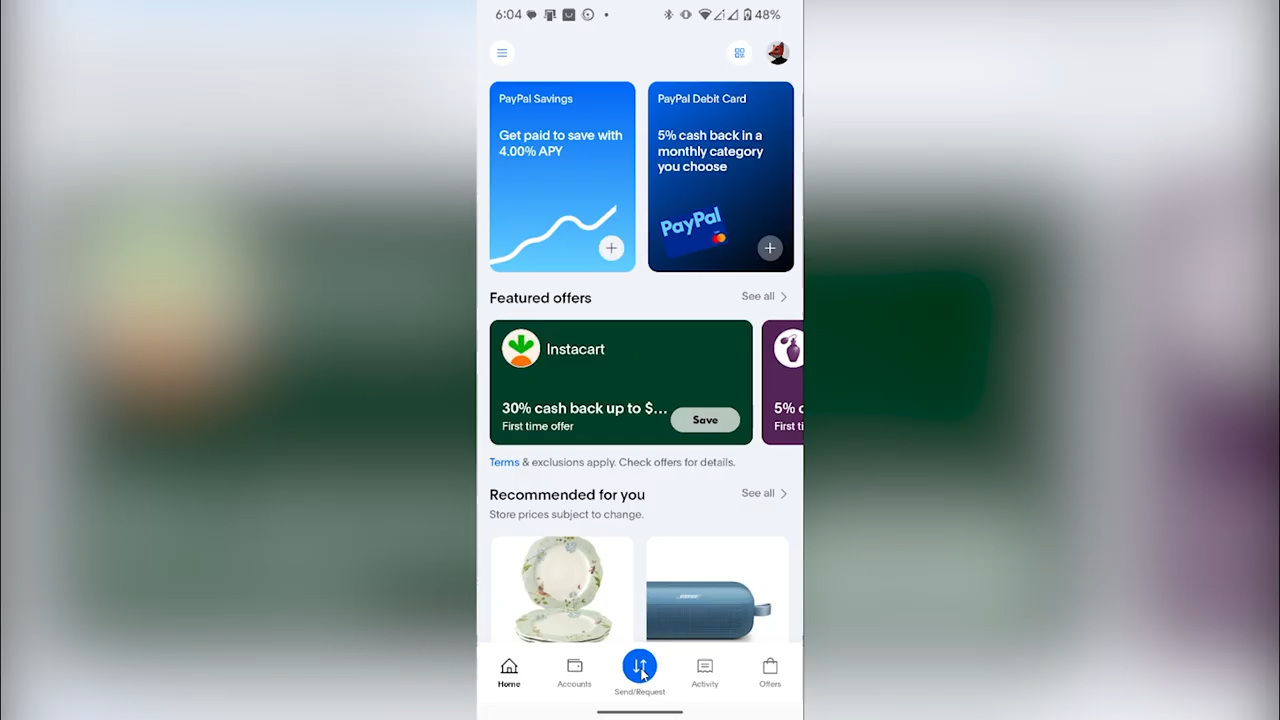 6:04
48%
PayPal Savings
Get paid to save with
4.00% APY
PayPal Debit Card
5% cash back in a
monthly category
you choose
PayPal
Featured offers
See all
Instacart
30% cash back up to $...
First time offer
Save
5% c
First ti
Terms & exclusions apply. Check offers for details.
Recommended for you
See all
Store prices subject to change.
BOSE
Home
Accounts
Send/Request
Activity
Offers